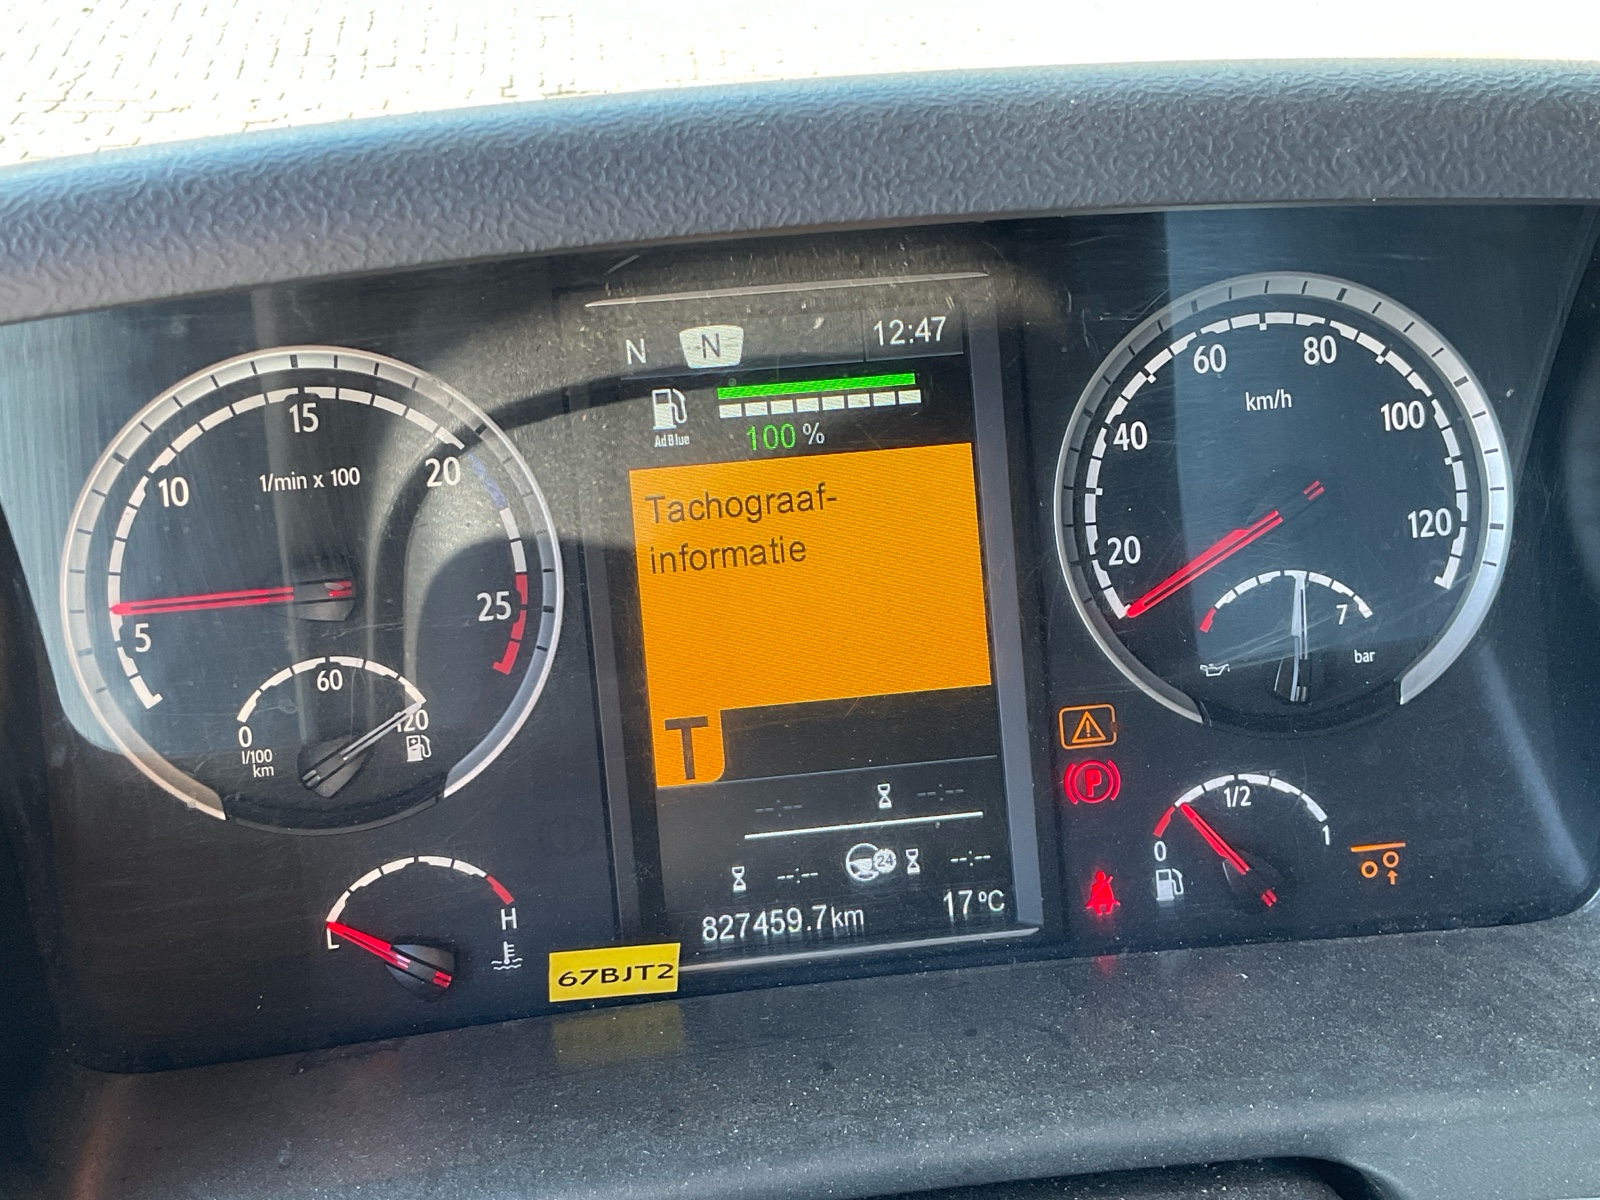 5
10
15
20
25
1/min x 100
0
60
120
l/100
km
H
N
N
12:47
AdBlue
100 %
Tachograaf-
informatie
T
--:-- --:--
24
--:-- --:--
827459.7km
17°C
67BJT2
20
40
60
80
100
120
km/h
7
bar
P
0
1/2
1